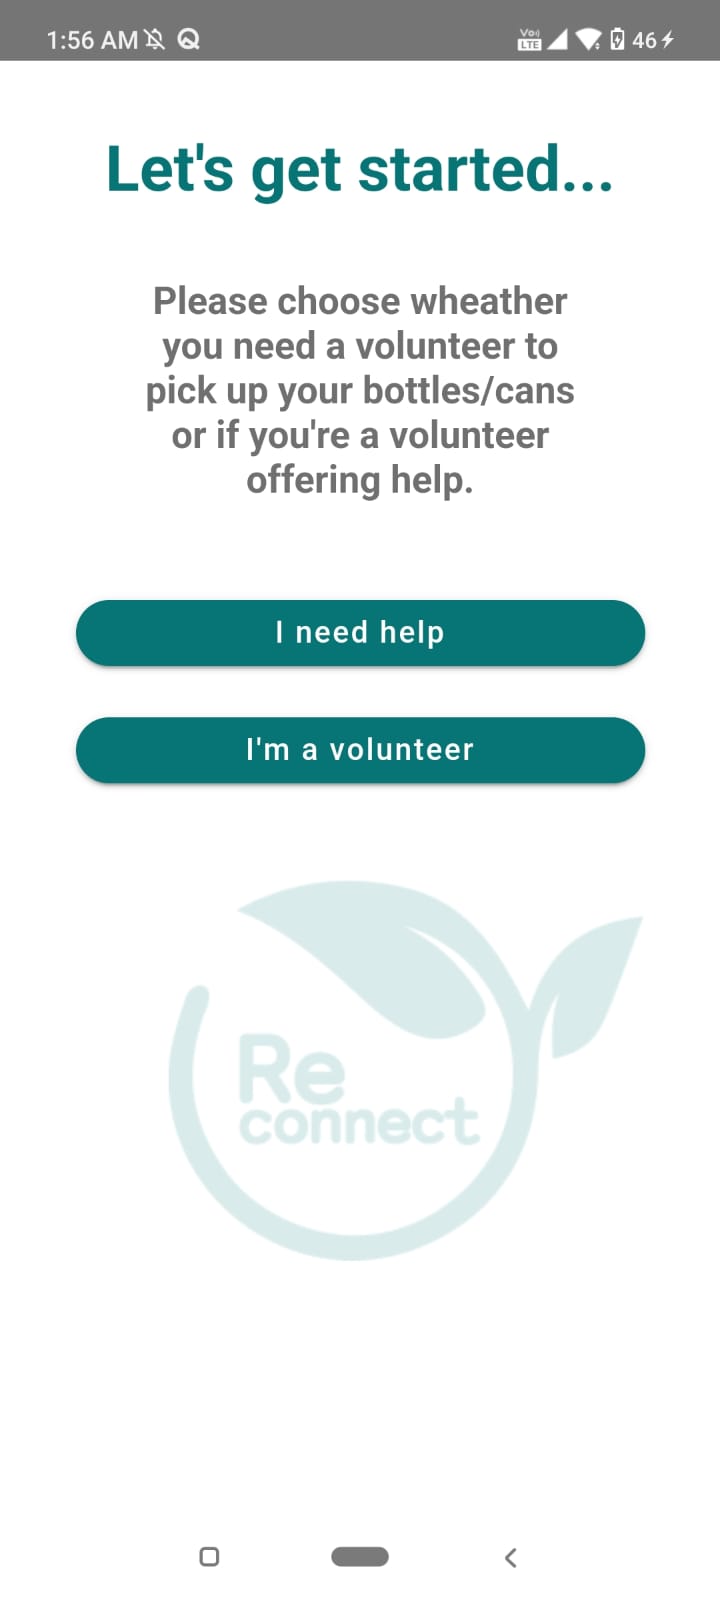 1:56 AM
Vo) LTE 46
Let's get started...
Please choose wheather
you need a volunteer to
pick up your bottles/cans
or if you're a volunteer
offering help.
I need help
I'm a volunteer
Re
connect